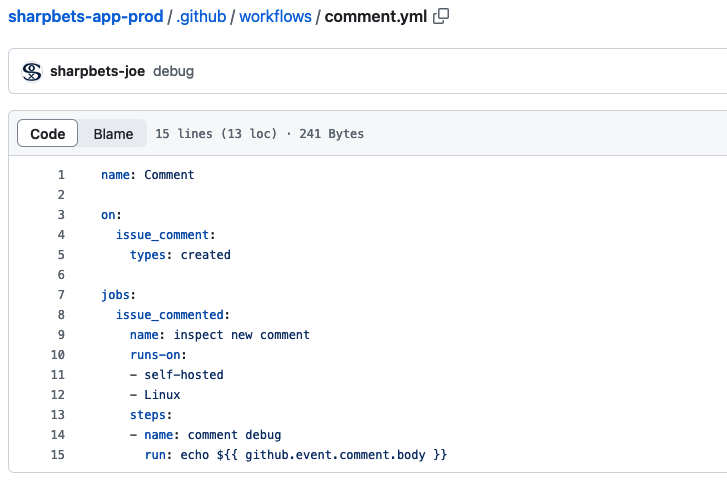 sharpbets-app-prod / .github / workflows / comment.yml
sharpbets-joe debug
Code Blame 15 lines (13 loc) · 241 Bytes
1 name: Comment
2
3 on:
4   issue_comment:
5     types: created
6
7 jobs:
8   issue_commented:
9     name: inspect new comment
10     runs-on:
11     - self-hosted
12     - Linux
13     steps:
14     - name: comment debug
15       run: echo ${{ github.event.comment.body }}